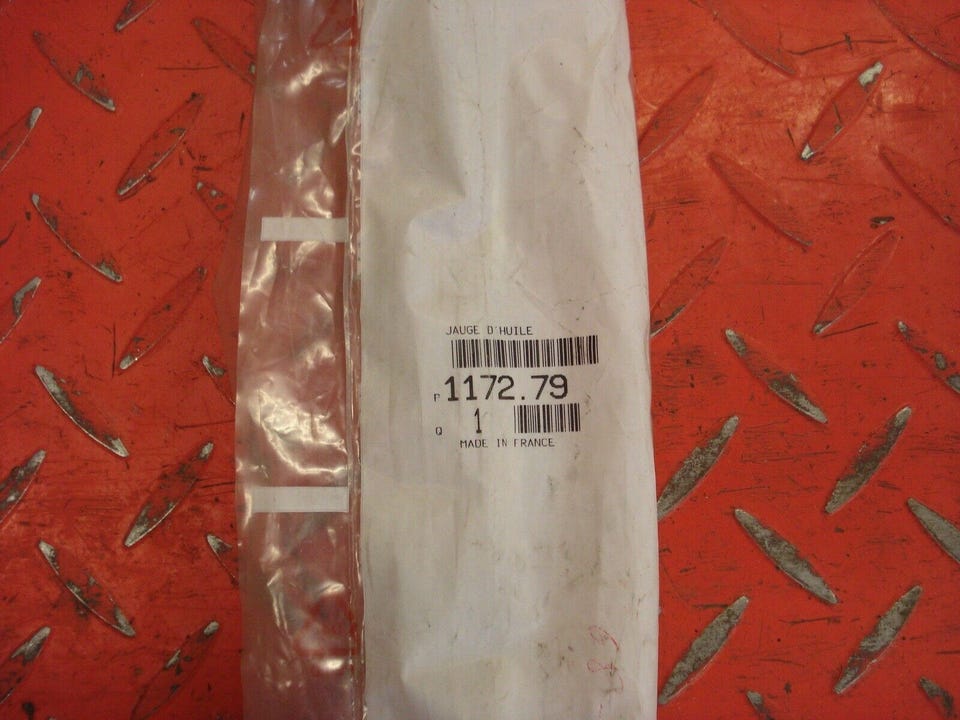 JAUGE D'HUILE
P 1172.79
Q 1
MADE IN FRANCE